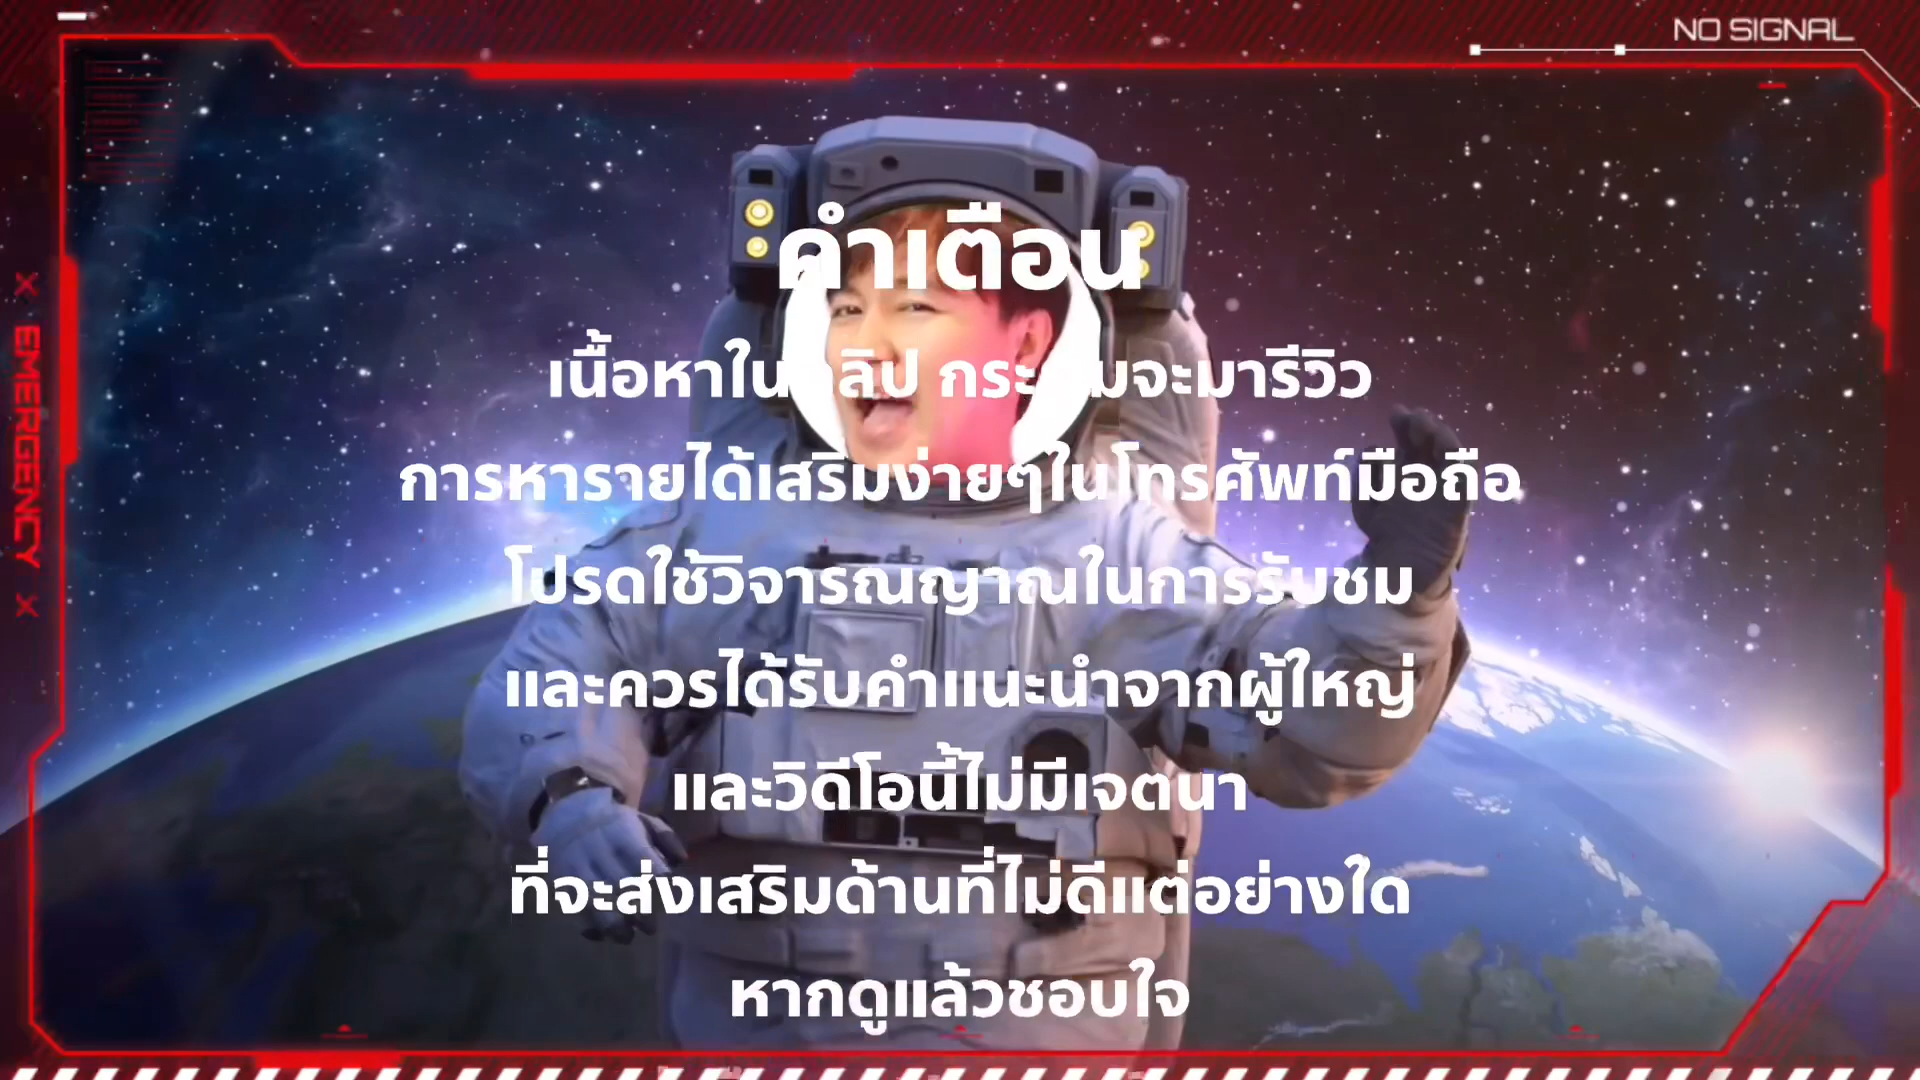 NO SIGNAL
EMERGENCY
คำเตือน
เนื้อหาในคลิป จะมารีวิว
การหารายได้เสริมง่ายๆในโทรศัพท์มือถือ
โปรดใช้วิจารณญาณในการรับชม
และควรได้รับคำแนะนำจากผู้ใหญ่
และวิดีโอนี้ไม่มีเจตนา
ที่จะส่งเสริมด้านที่ไม่ดีแต่อย่างใด
หากดูแล้วชอบใจ